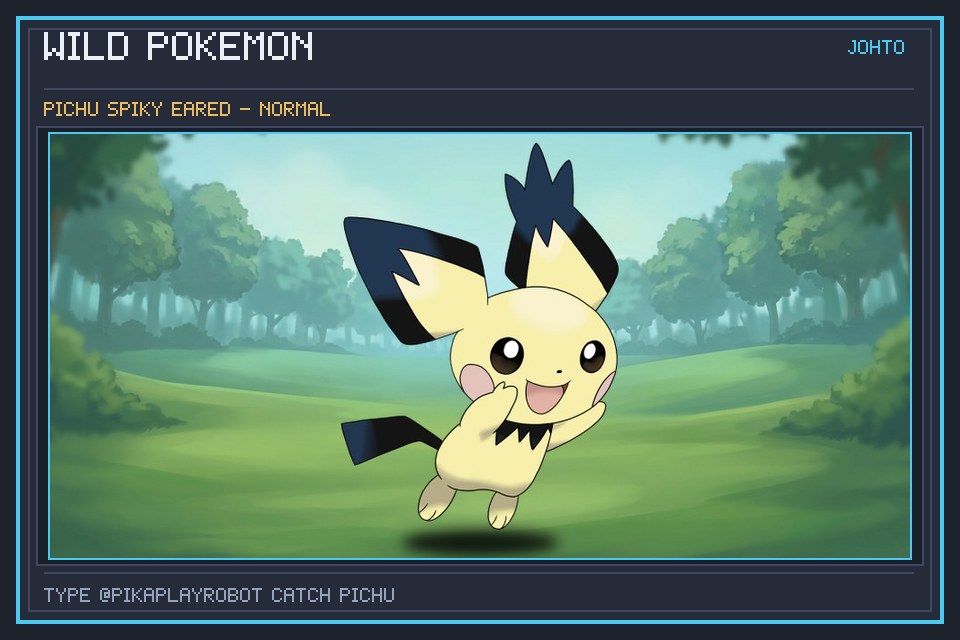 WILD POKEMON
JOHTO
PICHU SPIKY EARED - NORMAL
TYPE @PIKAPLAYROBOT CATCH PICHU